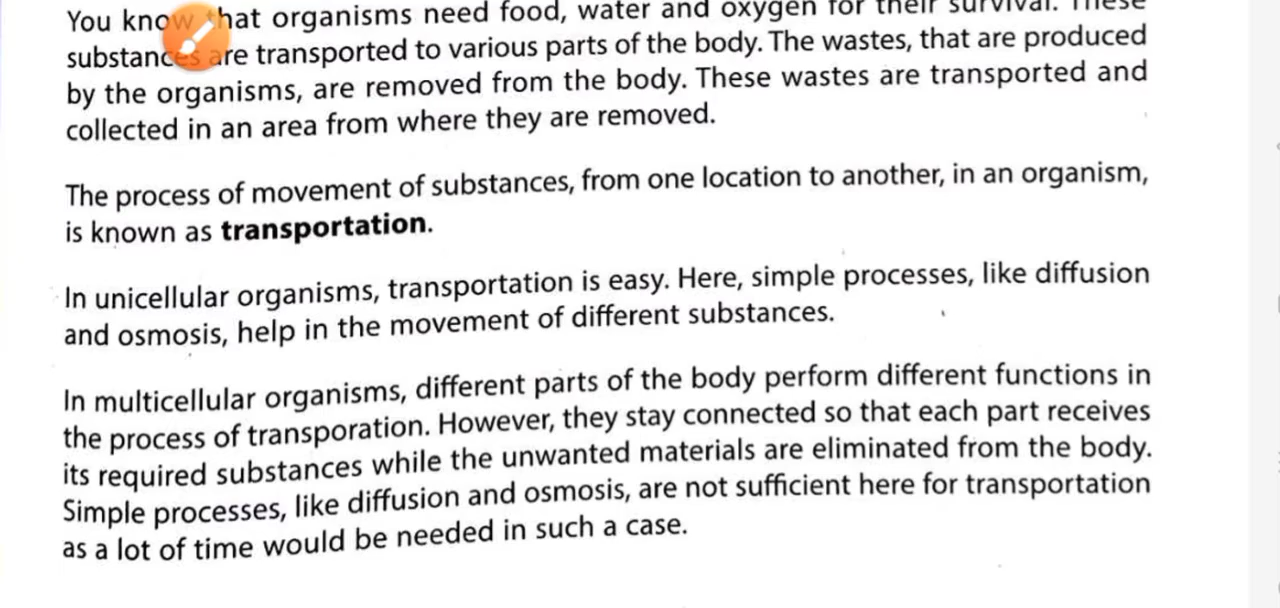 You know that organisms need food, water and oxygen for their survival. These
substances are transported to various parts of the body. The wastes, that are produced
by the organisms, are removed from the body. These wastes are transported and
collected in an area from where they are removed.
The process of movement of substances, from one location to another, in an organism,
is known as transportation.
In unicellular organisms, transportation is easy. Here, simple processes, like diffusion
and osmosis, help in the movement of different substances.
In multicellular organisms, different parts of the body perform different functions in
the process of transporation. However, they stay connected so that each part receives
its required substances while the unwanted materials are eliminated from the body.
Simple processes, like diffusion and osmosis, are not sufficient here for transportation
as a lot of time would be needed in such a case.